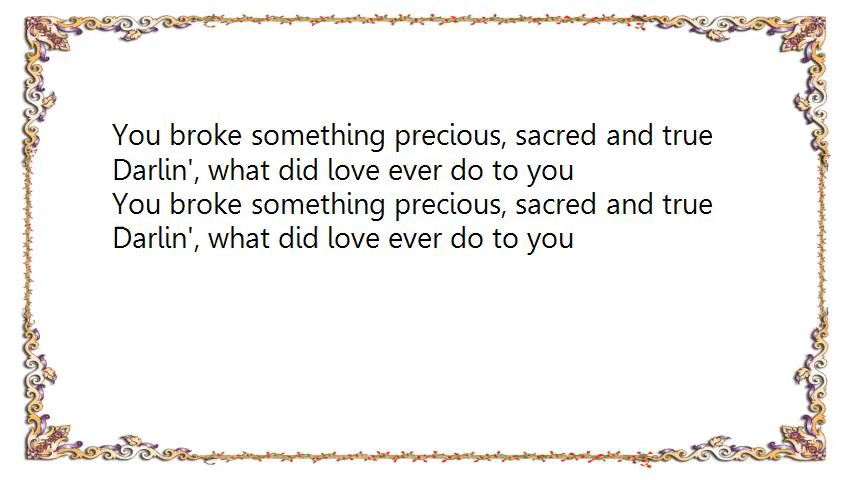 You broke something precious, sacred and true
Darlin', what did love ever do to you
You broke something precious, sacred and true
Darlin', what did love ever do to you